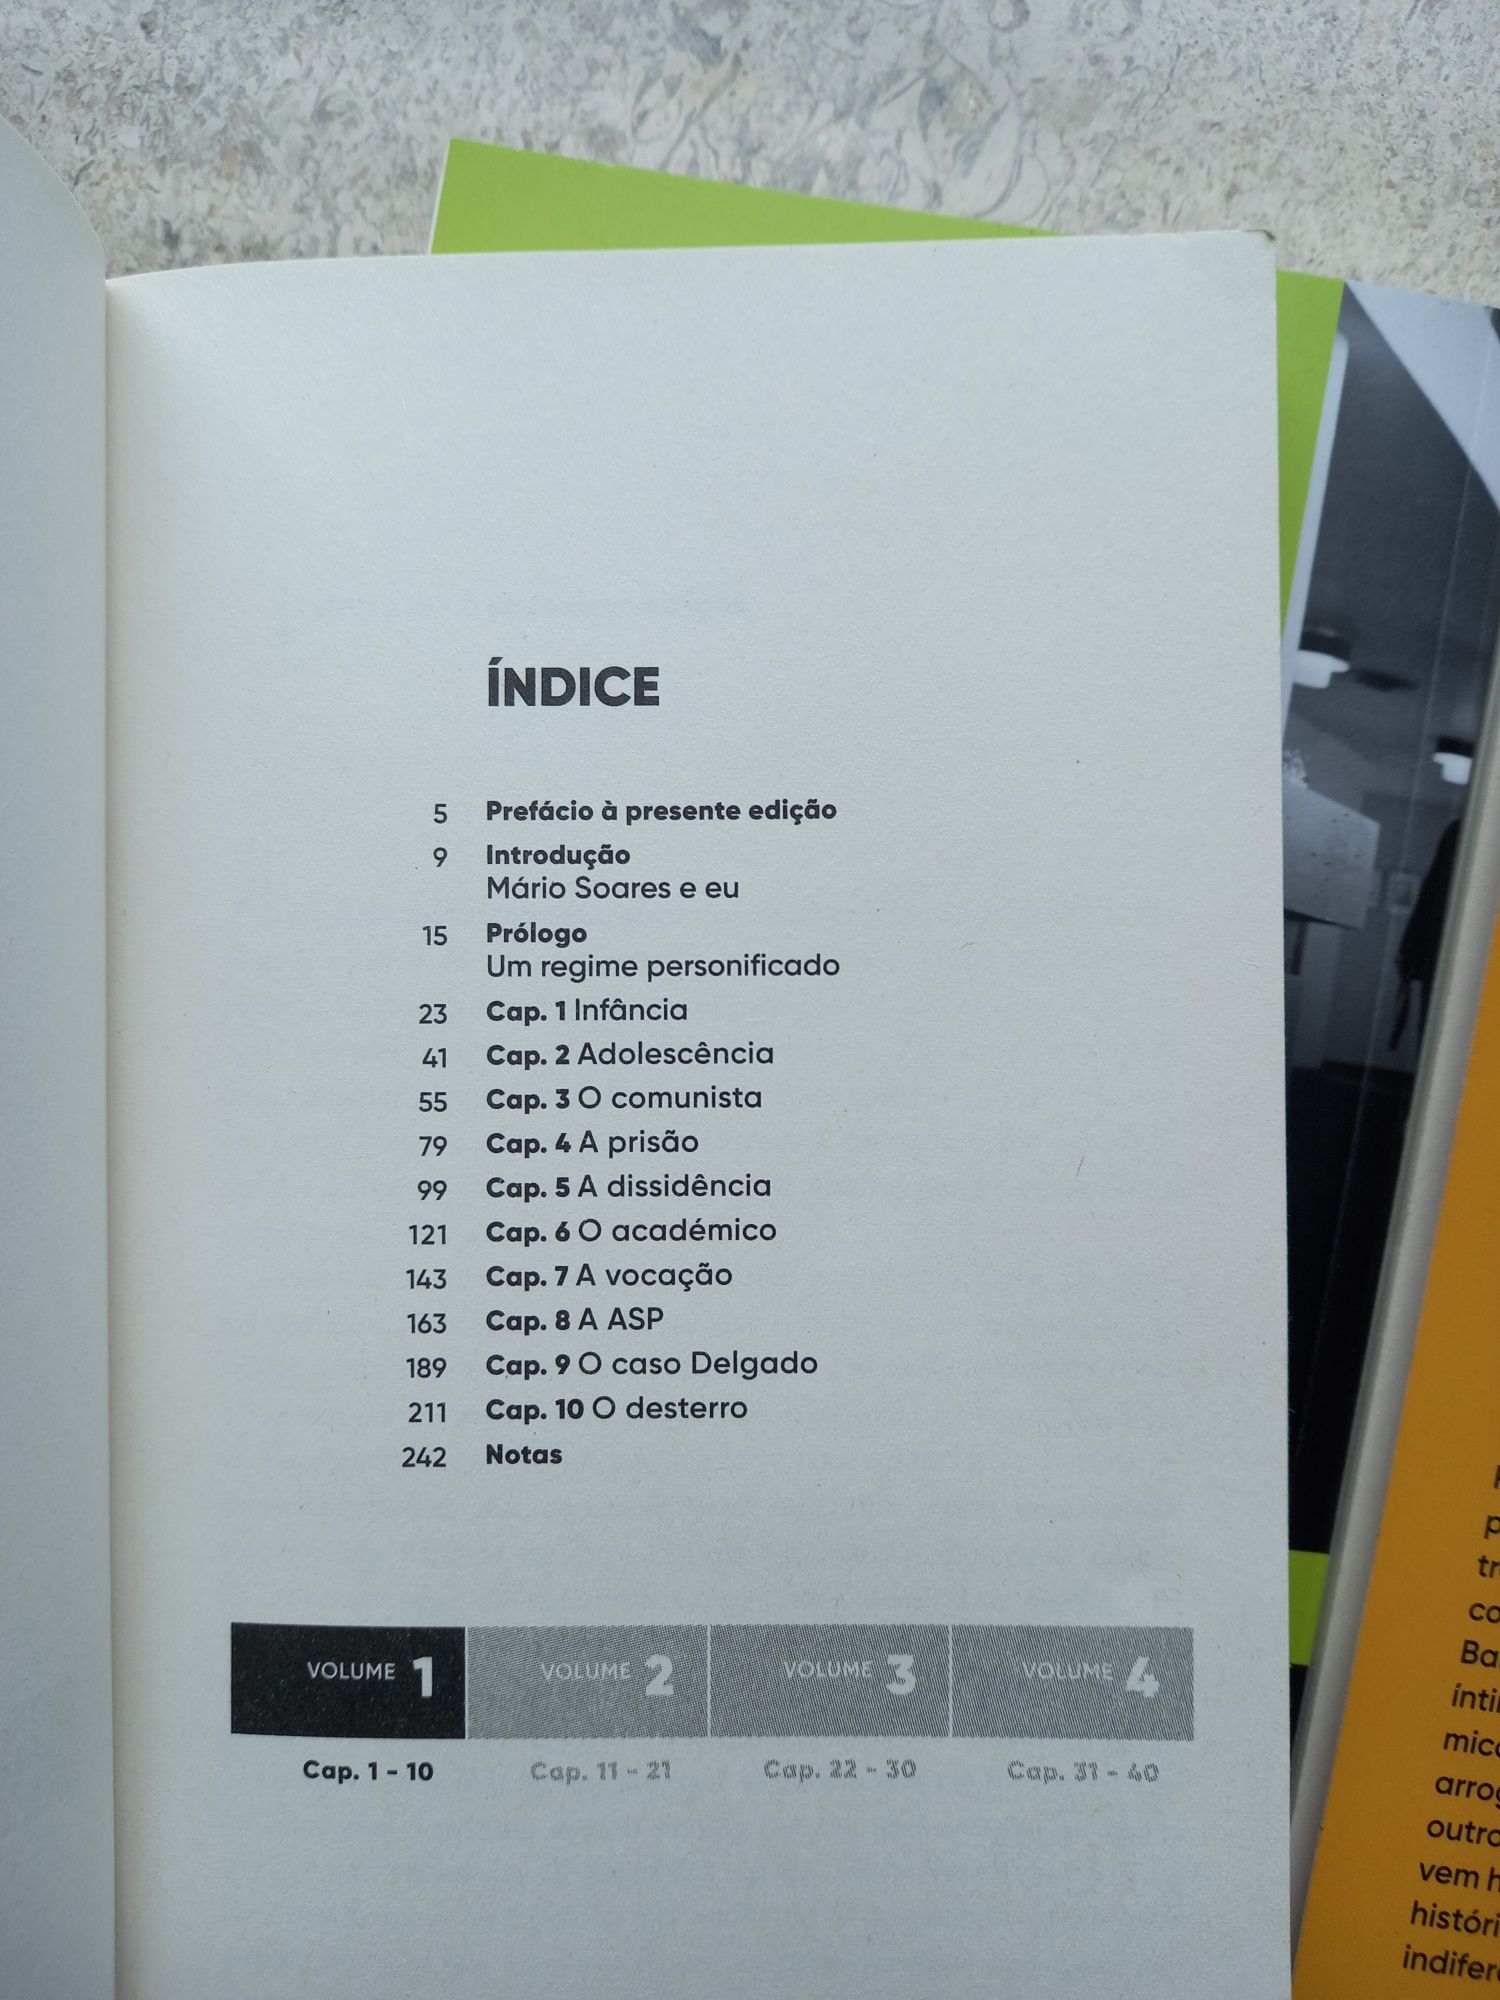 ÍNDICE
5 Prefácio à presente edição
9 Introdução
Mário Soares e eu
15 Prólogo
Um regime personificado
23 Cap. 1 Infância
41 Cap. 2 Adolescência
55 Cap. 3 O comunista
79 Cap. 4 A prisão
99 Cap. 5 A dissidência
121 Cap. 6 O académico
143 Cap. 7 A vocação
163 Cap. 8 A ASP
189 Cap. 9 O caso Delgado
211 Cap. 10 O desterro
242 Notas
VOLUME 1 VOLUME 2 VOLUME 3 VOLUME 4
Cap. 1 - 10 Cap. 11 - 21 Cap. 22 - 30 Cap. 31 - 40
outro
vem h
históri
indifer